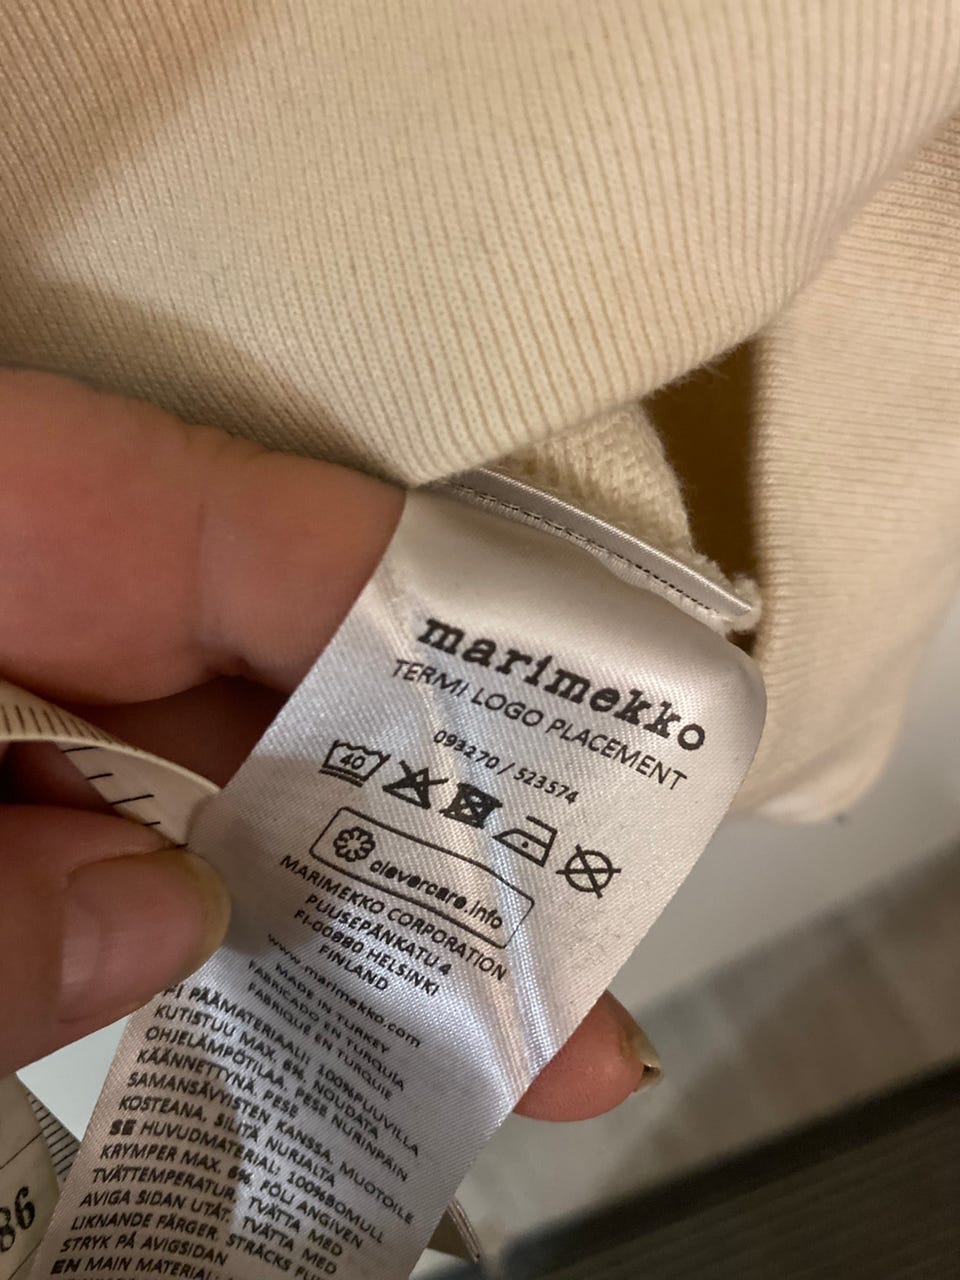 marimekko
TERMI LOGO PLACEMENT
093270 / 523574
40
clevercare.info
MARIMEKKO CORPORATION
PUUSEPÄNKATU 4
FI-00880 HELSINKI
FINLAND
www.marimekko.com
MADE IN TURKEY
FABRICADO EN TURQUÍA
FABRIQUÉ EN TURQUIE
FI PÄÄMATERIAALI: 100%PUUVILLA
KUTISTUU MAX. 6%. NOUDATA
OHJELÄMPÖTILAA. PESE NURINPÄIN
KÄÄNNETTYNÄ. PESE
SAMANSÄVYISTEN KANSSA. MUOTOILE
KOSTEANA. SILITÄ NURJALTA
SE HUVUDMATERIAL: 100%BOMULL
KRYMPER MAX. 6%. FÖLJ ANGIVEN
TVÄTTEMPERATUR. TVÄTTA MED
AVIGA SIDAN UTÅT. TVÄTTA MED
LIKNANDE FÄRGER. STRÄCKS
STRYK PÅ AVIGSIDAN
EN MAIN MATERIAL:
86